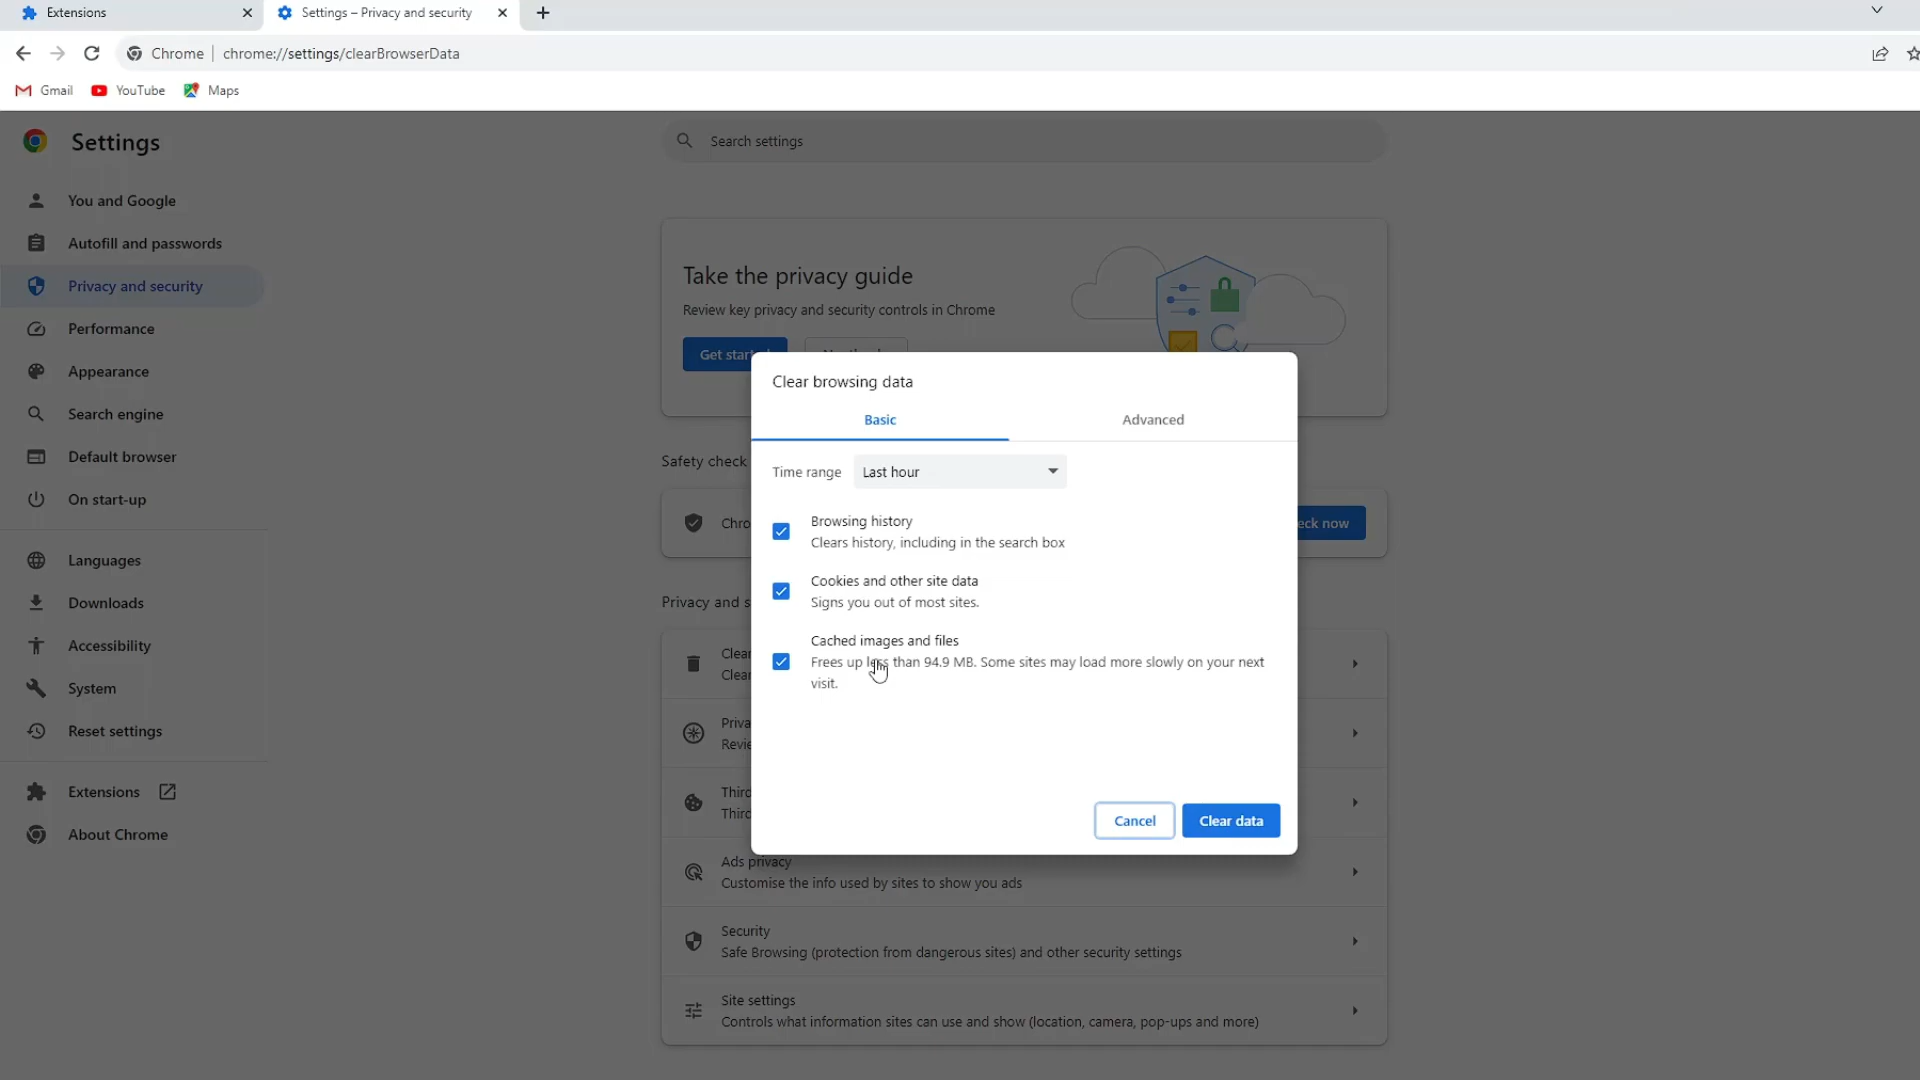 Extensions
Settings – Privacy and security
Chrome
chrome://settings/clearBrowserData
Gmail
YouTube
Maps
Settings
Search settings
You and Google
Autofill and passwords
Privacy and security
Performance
Appearance
Search engine
Default browser
On start-up
Languages
Downloads
Accessibility
System
Reset settings
Extensions
About Chrome
Take the privacy guide
Review key privacy and security controls in Chrome
Get
Safety check
Privacy and
Clear browsing data
Basic
Advanced
Time range
Last hour
Browsing history
Clears history, including in the search box
Cookies and other site data
Signs you out of most sites.
Cached images and files
Frees up less than 94.9 MB. Some sites may load more slowly on your next
visit.
Cancel
Clear data
now
Ads privacy
Customise the info used by sites to show you ads
Security
Safe Browsing (protection from dangerous sites) and other security settings
Site settings
Controls what information sites can use and show (location, camera, pop-ups and more)